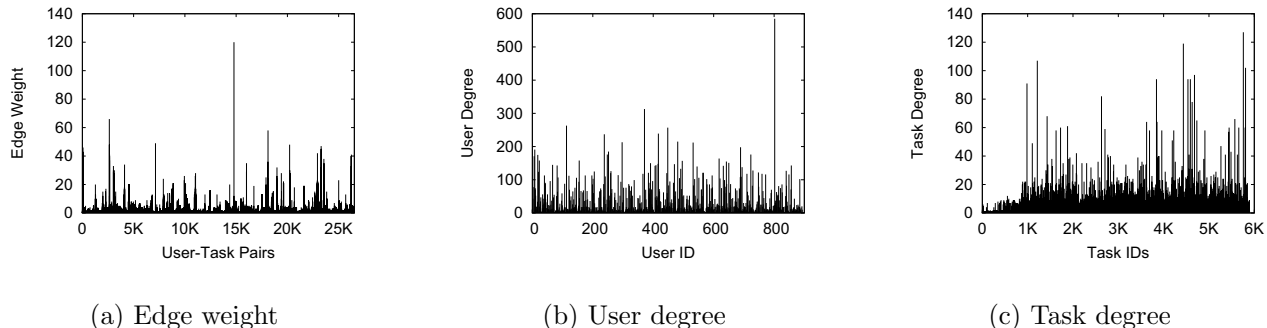 140
120
100
80
60
40
20
0
0 5K 10K 15K 20K 25K
Edge Weight
User-Task Pairs
(a) Edge weight
600
500
400
300
200
100
0
0 200 400 600 800
User Degree
User ID
(b) User degree
140
120
100
80
60
40
20
0
0 1K 2K 3K 4K 5K 6K
Task Degree
Task IDs
(c) Task degree